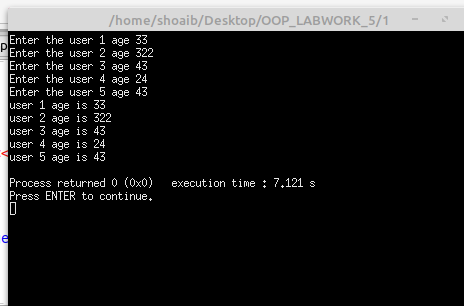 /home/shoaib/Desktop/OOP_LABWORK_5/1
Enter the user 1 age 33
Enter the user 2 age 322
Enter the user 3 age 43
Enter the user 4 age 24
Enter the user 5 age 43
user 1 age is 33
user 2 age is 322
user 3 age is 43
user 4 age is 24
user 5 age is 43
Process returned 0 (0x0)   execution time : 7.121 s
Press ENTER to continue.